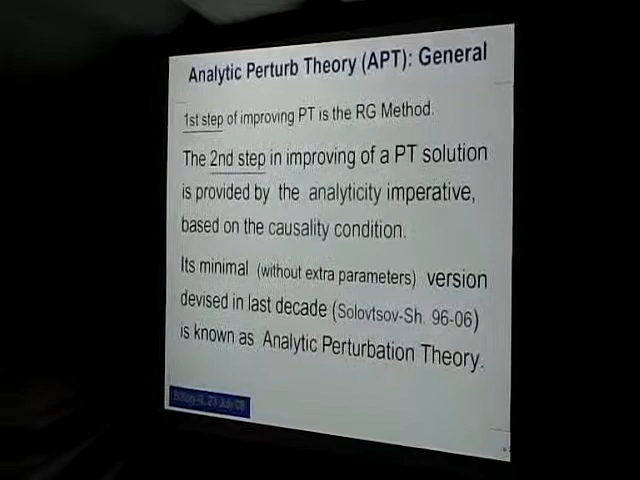 Analytic Perturb Theory (APT): General
1st step of improving PT is the RG Method.
The 2nd step in improving of a PT solution
is provided by the analyticity imperative,
based on the causality condition.
Its minimal (without extra parameters) version
devised in last decade (Solovtsov-Sh. 96-06)
is known as Analytic Perturbation Theory.